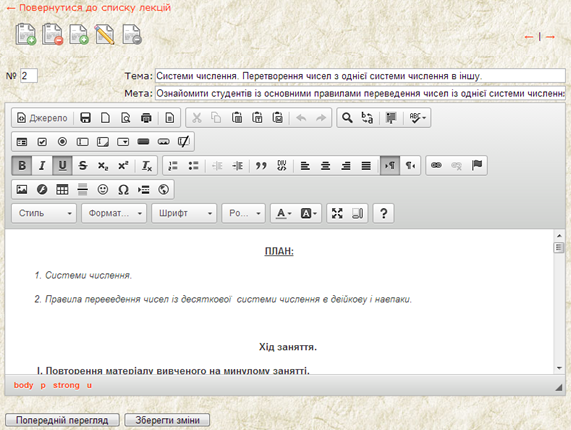 ← Повернутися до списку лекцій
← | →
№ 2 Тема: Системи числення. Перетворення чисел з однієї системи числення в іншу.
Мета: Ознайомити студентів із основними правилами переведення чисел із однієї системи числення
Джерело
Стиль Формат... Шрифт Ро...
ПЛАН:
1. Системи числення.
2. Правила переведення чисел із десяткової системи числення в двійкову і навпаки.
Хід заняття.
І. Повторення матеріалу вивченого на минулому занятті.
body p strong u
Попередній перегляд Зберегти зміни